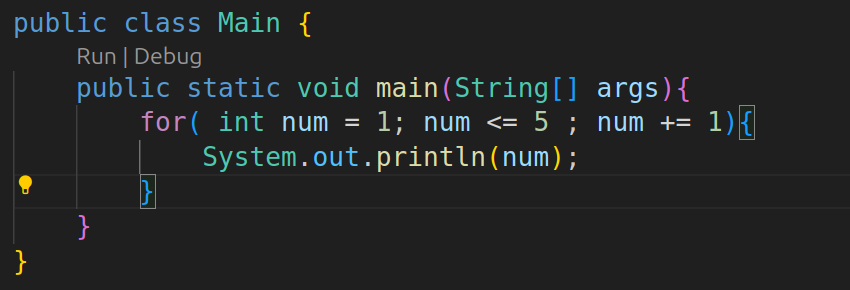 public class Main {
Run | Debug
public static void main(String[] args){
for( int num = 1; num <= 5 ; num += 1){
System.out.println(num);
}
}
}